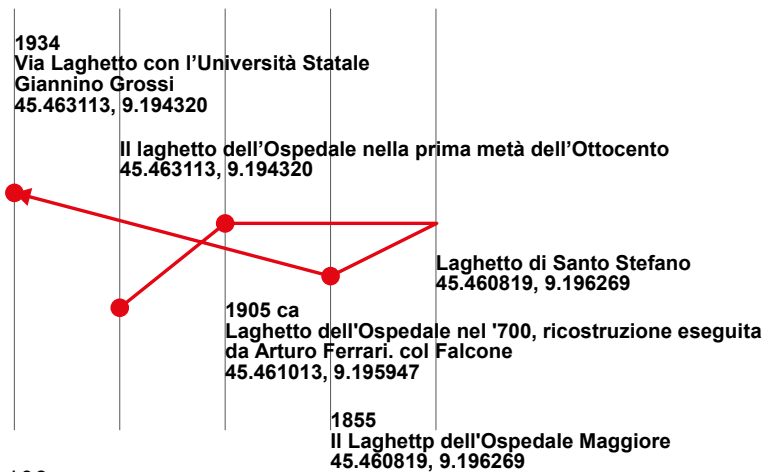 1934
Via Laghetto con l’Università Statale
Giannino Grossi
45.463113, 9.194320
Il laghetto dell’Ospedale nella prima metà dell’Ottocento
45.463113, 9.194320
Laghetto di Santo Stefano
45.460819, 9.196269
1905 ca
Laghetto dell'Ospedale nel '700, ricostruzione eseguita
da Arturo Ferrari. col Falcone
45.461013, 9.195947
1855
Il Laghettp dell'Ospedale Maggiore
45.460819, 9.196269